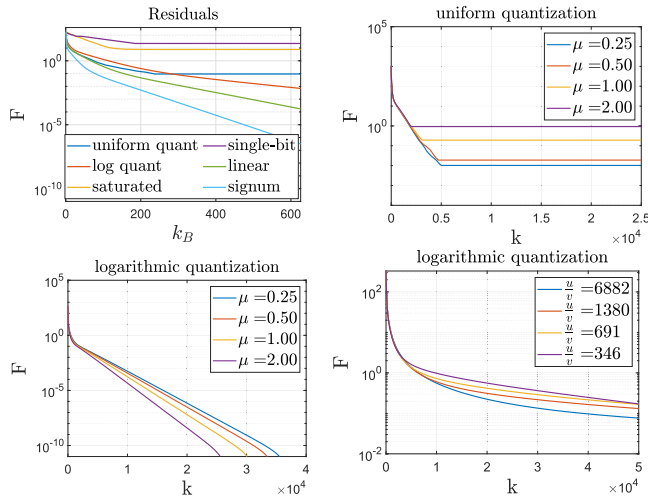 Residuals
F
10^0
10^-5
10^-10
uniform quant
single-bit
log quant
linear
saturated
signum
0
200
400
600
k_B
uniform quantization
F
10^5
10^0
μ =0.25
μ =0.50
μ =1.00
μ =2.00
0
0.5
1
1.5
2
2.5
k
×10^4
logarithmic quantization
F
10^5
10^0
10^-5
10^-10
μ =0.25
μ =0.50
μ =1.00
μ =2.00
0
1
2
3
4
k
×10^4
logarithmic quantization
F
10^2
10^0
10^-2
u/v =6882
u/v =1380
u/v =691
u/v =346
0
1
2
3
4
5
k
×10^4